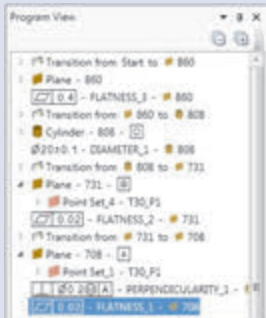 Program View
Transition from Start to 860
Plane - 860
0.4 - FLATNESS_3 - 860
Transition from 860 to 808
Cylinder - 808 - C
Ø20±0.1 - DIAMETER_1 - 808
Transition from 808 to 731
Plane - 731 - B
Point Set_4 - T30_P1
0.02 - FLATNESS_2 - 731
Transition from 731 to 708
Plane - 708 - A
Point Set_1 - T30_P1
Ø0.2 A - PERPENDICULARITY_1 -
0.02 - FLATNESS_1 - 708